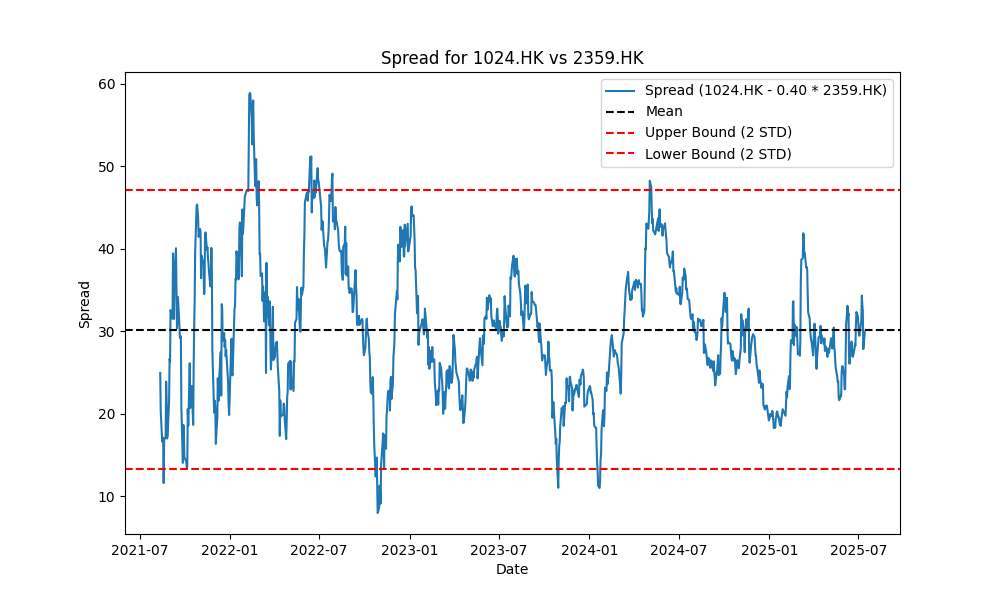 Spread for 1024.HK vs 2359.HK
Spread (1024.HK - 0.40 * 2359.HK)
Mean
Upper Bound (2 STD)
Lower Bound (2 STD)
Spread
60
50
40
30
20
10
2021-07 2022-01 2022-07 2023-01 2023-07 2024-01 2024-07 2025-01 2025-07
Date